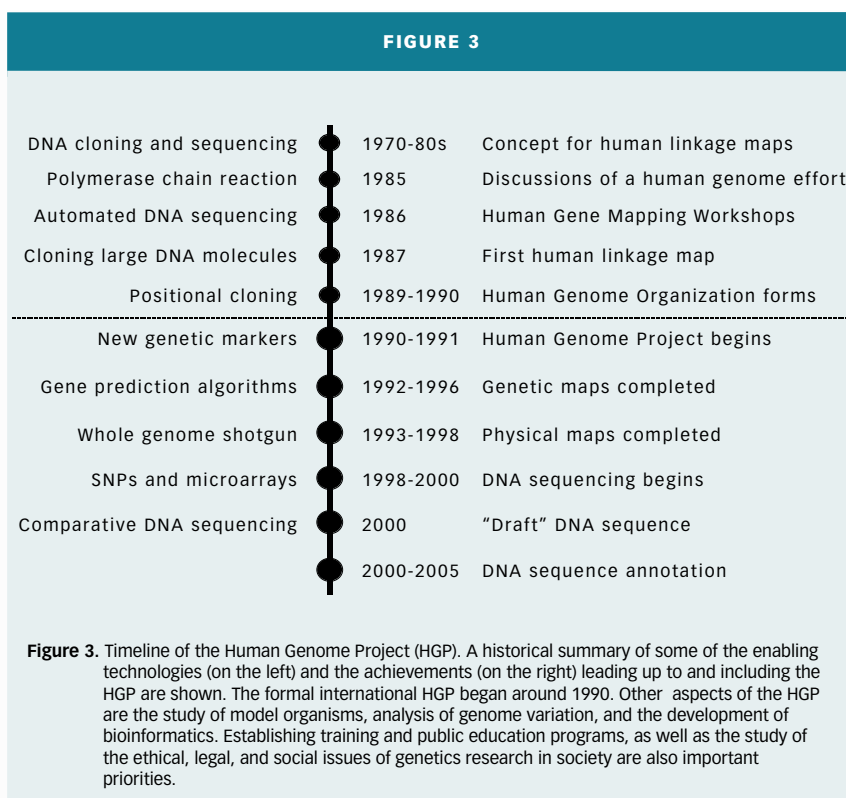 FIGURE 3
DNA cloning and sequencing 1970-80s Concept for human linkage maps
Polymerase chain reaction 1985 Discussions of a human genome effort
Automated DNA sequencing 1986 Human Gene Mapping Workshops
Cloning large DNA molecules 1987 First human linkage map
Positional cloning 1989-1990 Human Genome Organization forms
New genetic markers 1990-1991 Human Genome Project begins
Gene prediction algorithms 1992-1996 Genetic maps completed
Whole genome shotgun 1993-1998 Physical maps completed
SNPs and microarrays 1998-2000 DNA sequencing begins
Comparative DNA sequencing 2000 “Draft” DNA sequence
2000-2005 DNA sequence annotation
Figure 3. Timeline of the Human Genome Project (HGP). A historical summary of some of the enabling
technologies (on the left) and the achievements (on the right) leading up to and including the
HGP are shown. The formal international HGP began around 1990. Other aspects of the HGP
are the study of model organisms, analysis of genome variation, and the development of
bioinformatics. Establishing training and public education programs, as well as the study of
the ethical, legal, and social issues of genetics research in society are also important
priorities.